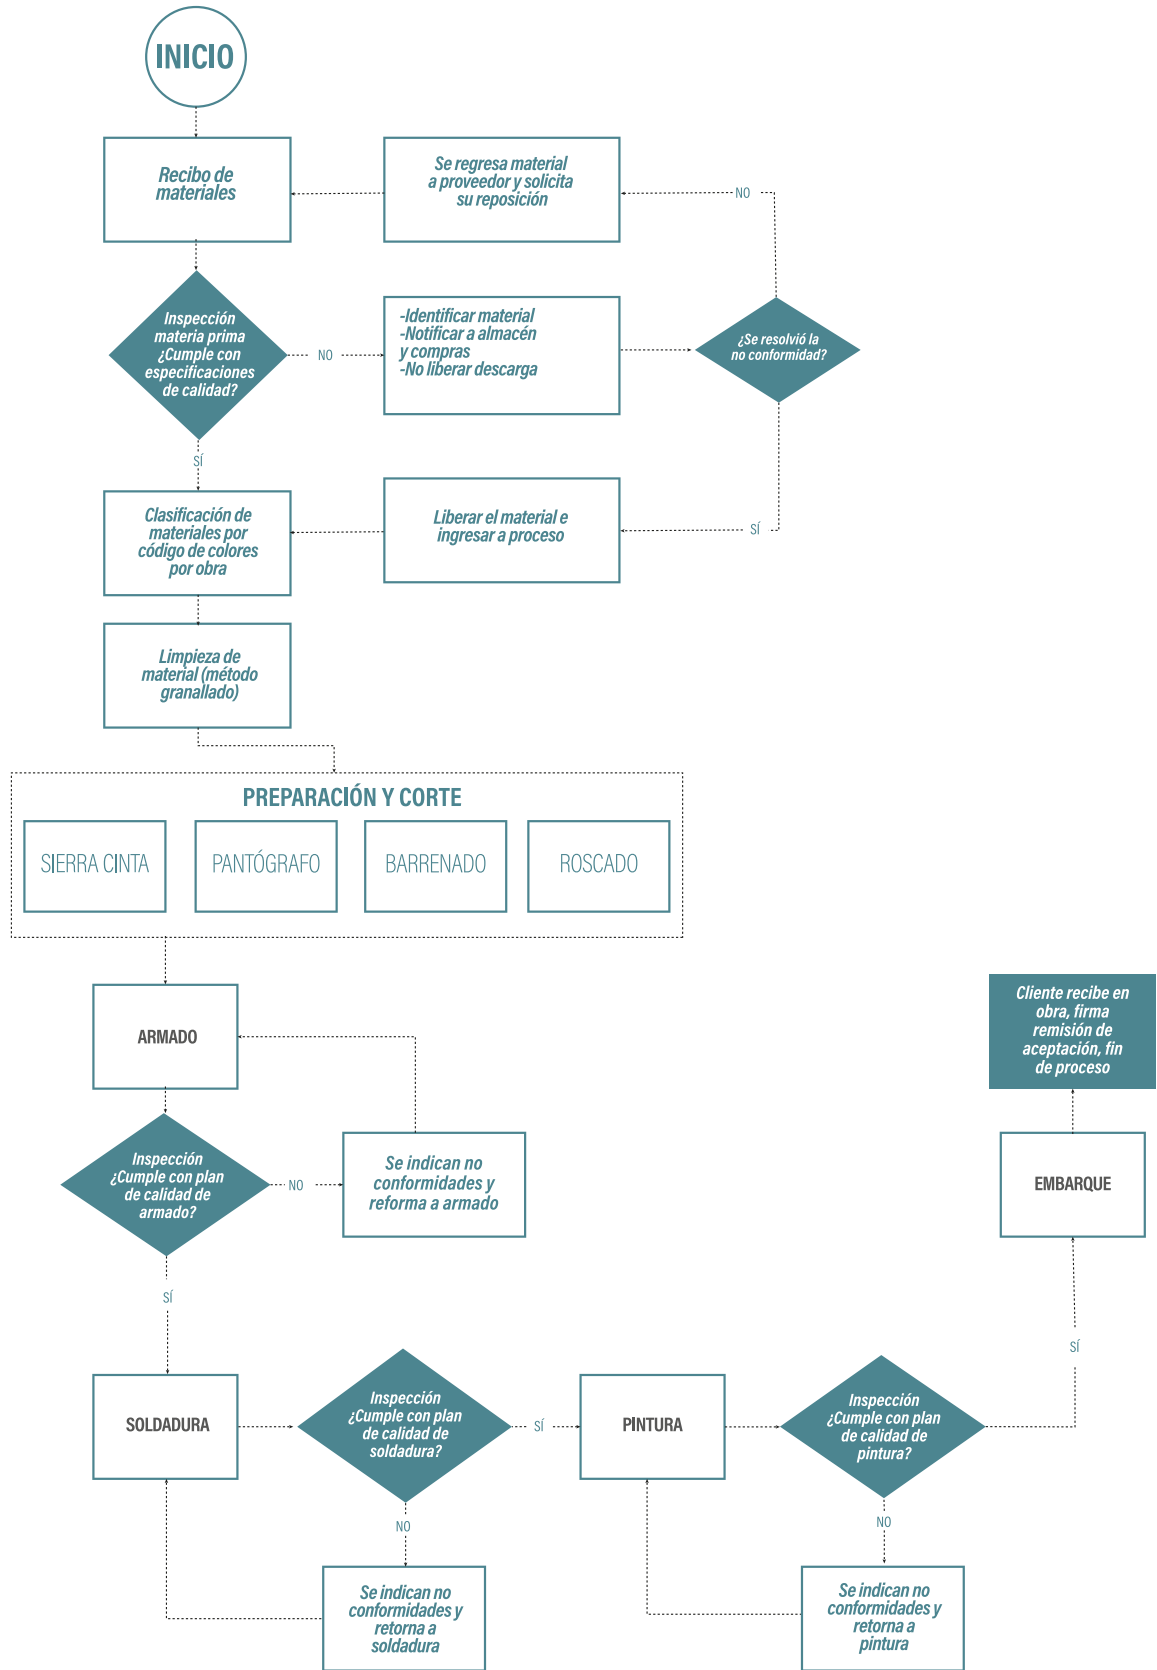 INICIO
Recibo de
materiales
Se regresa material
a proveedor y solicita
su reposición
NO
Inspección
materia prima
¿Cumple con
especificaciones
de calidad?
NO
-Identificar material
-Notificar a almacén
y compras
-No liberar descarga
¿Se resolvió la
no conformidad?
SÍ
Clasificación de
materiales por
código de colores
por obra
Liberar el material e
ingresar a proceso
SÍ
Limpieza de
material (método
granallado)
PREPARACIÓN Y CORTE
SIERRA CINTA
PANTÓGRAFO
BARRENADO
ROSCADO
ARMADO
Cliente recibe en
obra, firma
remisión de
aceptación, fin
de proceso
Inspección
¿Cumple con plan
de calidad de
armado?
NO
Se indican no
conformidades y
reforma a armado
EMBARQUE
SÍ
SÍ
SOLDADURA
Inspección
¿Cumple con plan
de calidad de
soldadura?
SÍ
PINTURA
Inspección
¿Cumple con plan
de calidad de
pintura?
NO
NO
Se indican no
conformidades y
retorna a
soldadura
Se indican no
conformidades y
retorna a
pintura